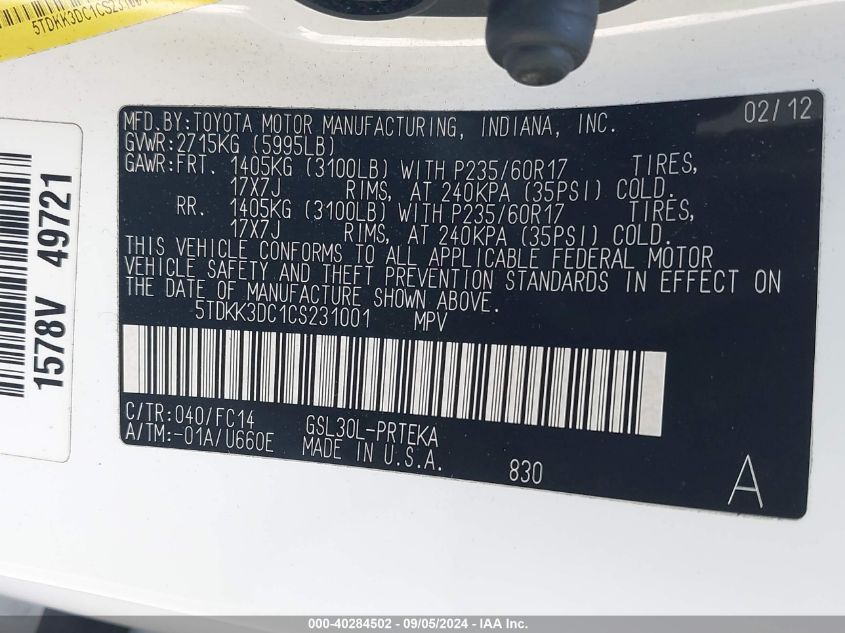 5TDKK3DC1CS231001
1578V 49721
MFD.BY:TOYOTA MOTOR MANUFACTURING, INDIANA, INC. 02/12
GVWR:2715KG (5995LB)
GAWR:FRT. 1405KG (3100LB) WITH P235/60R17 TIRES,
17X7J RIMS, AT 240KPA (35PSI) COLD.
RR. 1405KG (3100LB) WITH P235/60R17 TIRES,
17X7J RIMS, AT 240KPA (35PSI) COLD.
THIS VEHICLE CONFORMS TO ALL APPLICABLE FEDERAL MOTOR
VEHICLE SAFETY AND THEFT PREVENTION STANDARDS IN EFFECT ON
THE DATE OF MANUFACTURE SHOWN ABOVE.
5TDKK3DC1CS231001 MPV
C/TR:040/FC14 GSL30L-PRTEKA
A/TM:-01A/U660E MADE IN U.S.A.
830
A
000-40284502 - 09/05/2024 - IAA Inc.